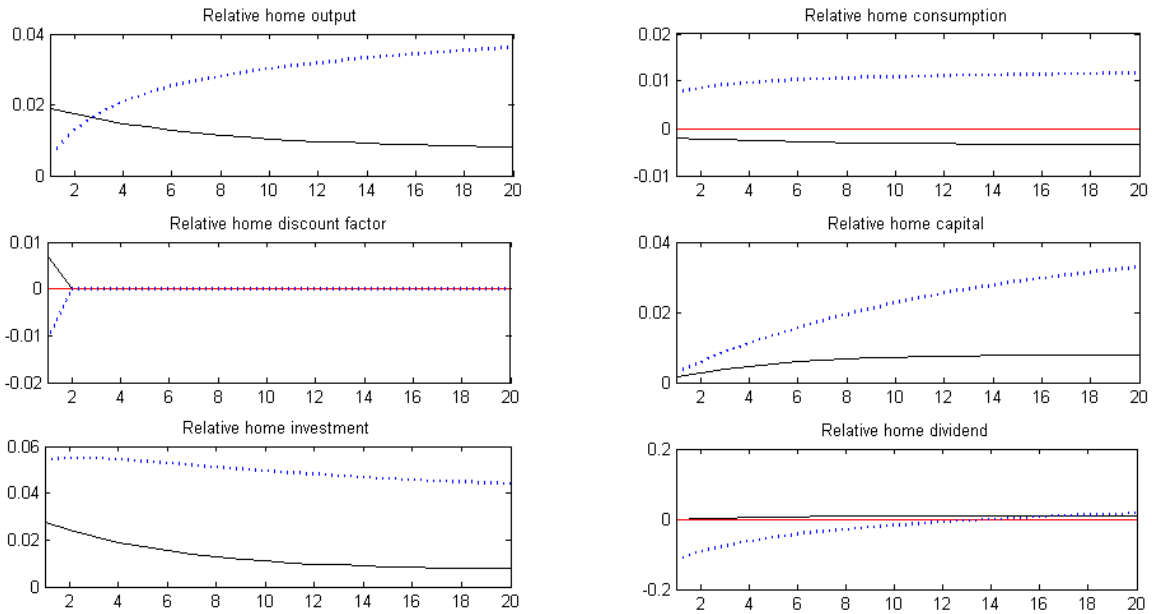 Relative home output
0.04
0.02
0
2 4 6 8 10 12 14 16 18 20
Relative home consumption
0.02
0.01
0
-0.01
2 4 6 8 10 12 14 16 18 20
Relative home discount factor
0.01
0
-0.01
-0.02
2 4 6 8 10 12 14 16 18 20
Relative home capital
0.04
0.02
0
2 4 6 8 10 12 14 16 18 20
Relative home investment
0.06
0.04
0.02
0
2 4 6 8 10 12 14 16 18 20
Relative home dividend
0.2
0
-0.2
2 4 6 8 10 12 14 16 18 20